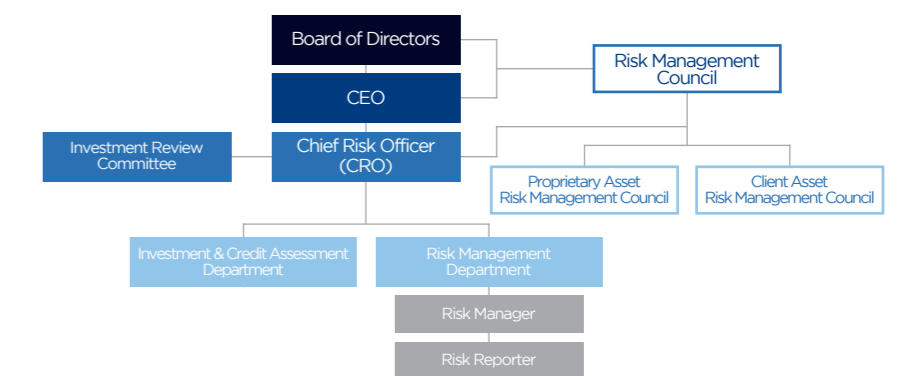 Board of Directors
Risk Management
Council
CEO
Investment Review
Committee
Chief Risk Officer
(CRO)
Proprietary Asset
Risk Management Council
Client Asset
Risk Management Council
Investment & Credit Assessment
Department
Risk Management
Department
Risk Manager
Risk Reporter